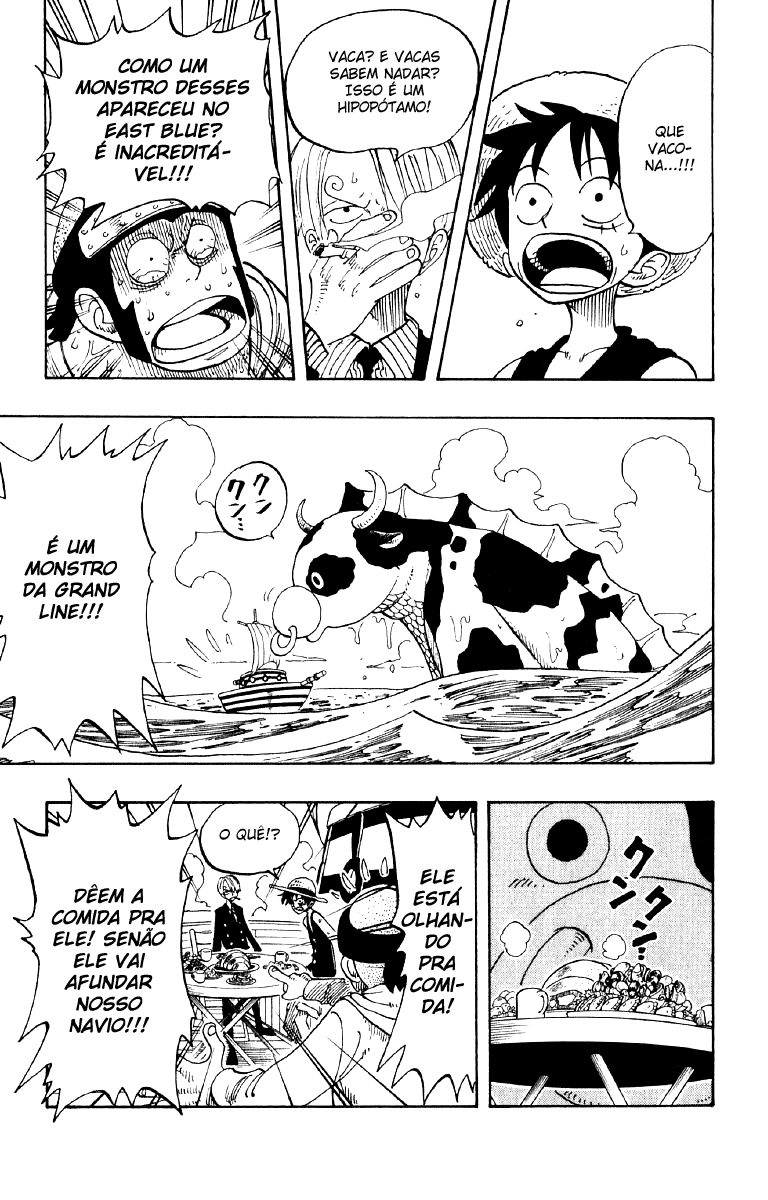 QUE
VACO-
NA...!!!
VACA? E VACAS
SABEM NADAR?
ISSO É UM
HIPOPÓTAMO!
COMO UM
MONSTRO DESSES
APARECEU NO
EAST BLUE?
É INACREDITÁ-
VEL!!!
クン
クン...
É UM
MONSTRO
DA GRAND
LINE!!!
クン
クン...
ELE
ESTÁ
OLHAN-
DO
PRA
COMI-
DA!
O QUÊ!?
DÊEM A
COMIDA PRA
ELE! SENÃO
ELE VAI
AFUNDAR
NOSSO
NAVIO!!!